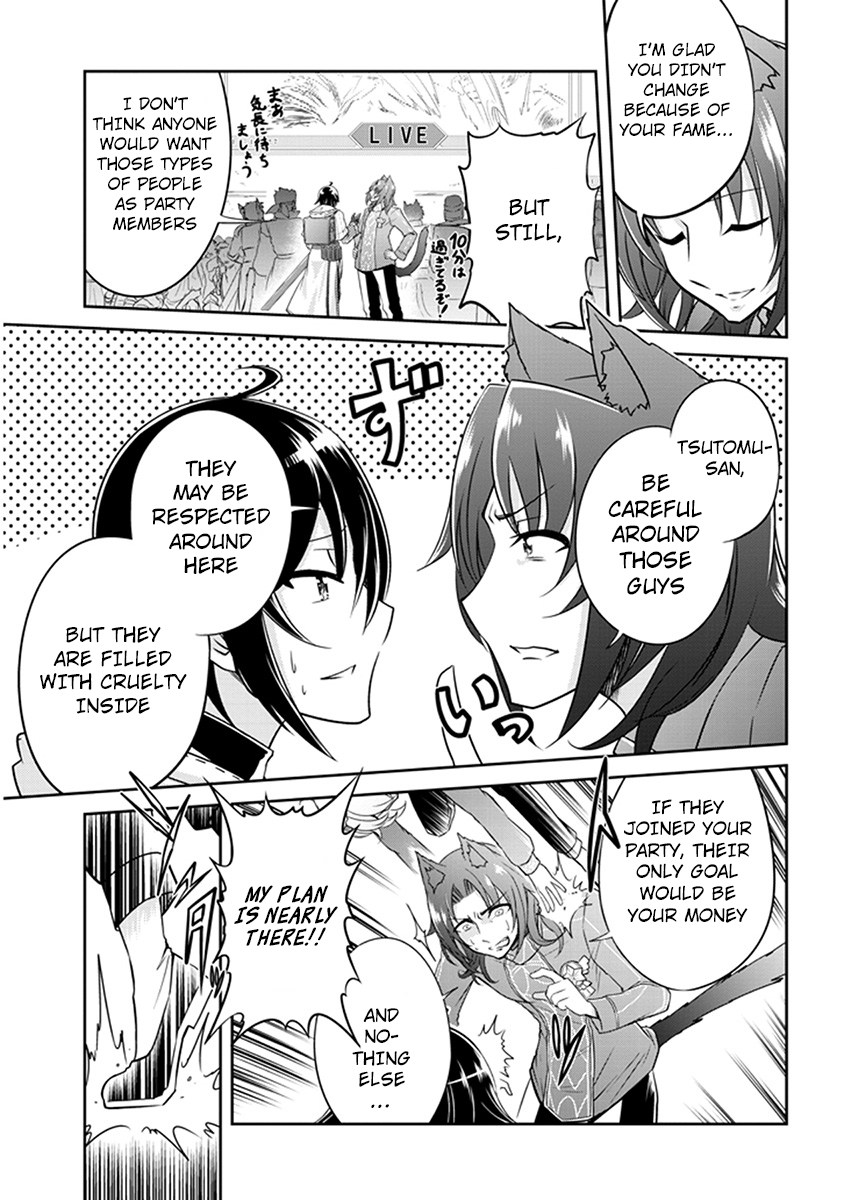 I'M GLAD
YOU DIDN'T
CHANGE
BECAUSE OF
YOUR FAME...
BUT
STILL,
I DON'T
THINK ANYONE
WOULD WANT
THOSE TYPES
OF PEOPLE
AS PARTY
MEMBERS
LIVE
まあ
気長に待ち
ましょう
10分は
過ぎてるぞ!
TSUTOMU-
SAN,
BE
CAREFUL
AROUND
THOSE
GUYS
ずいっ
THEY
MAY BE
RESPECTED
AROUND
HERE
BUT THEY
ARE FILLED
WITH CRUELTY
INSIDE
IF THEY
JOINED YOUR
PARTY, THEIR
ONLY GOAL
WOULD BE
YOUR MONEY
MY PLAN
IS NEARLY
THERE!!
AND
NO-
THING
ELSE
...